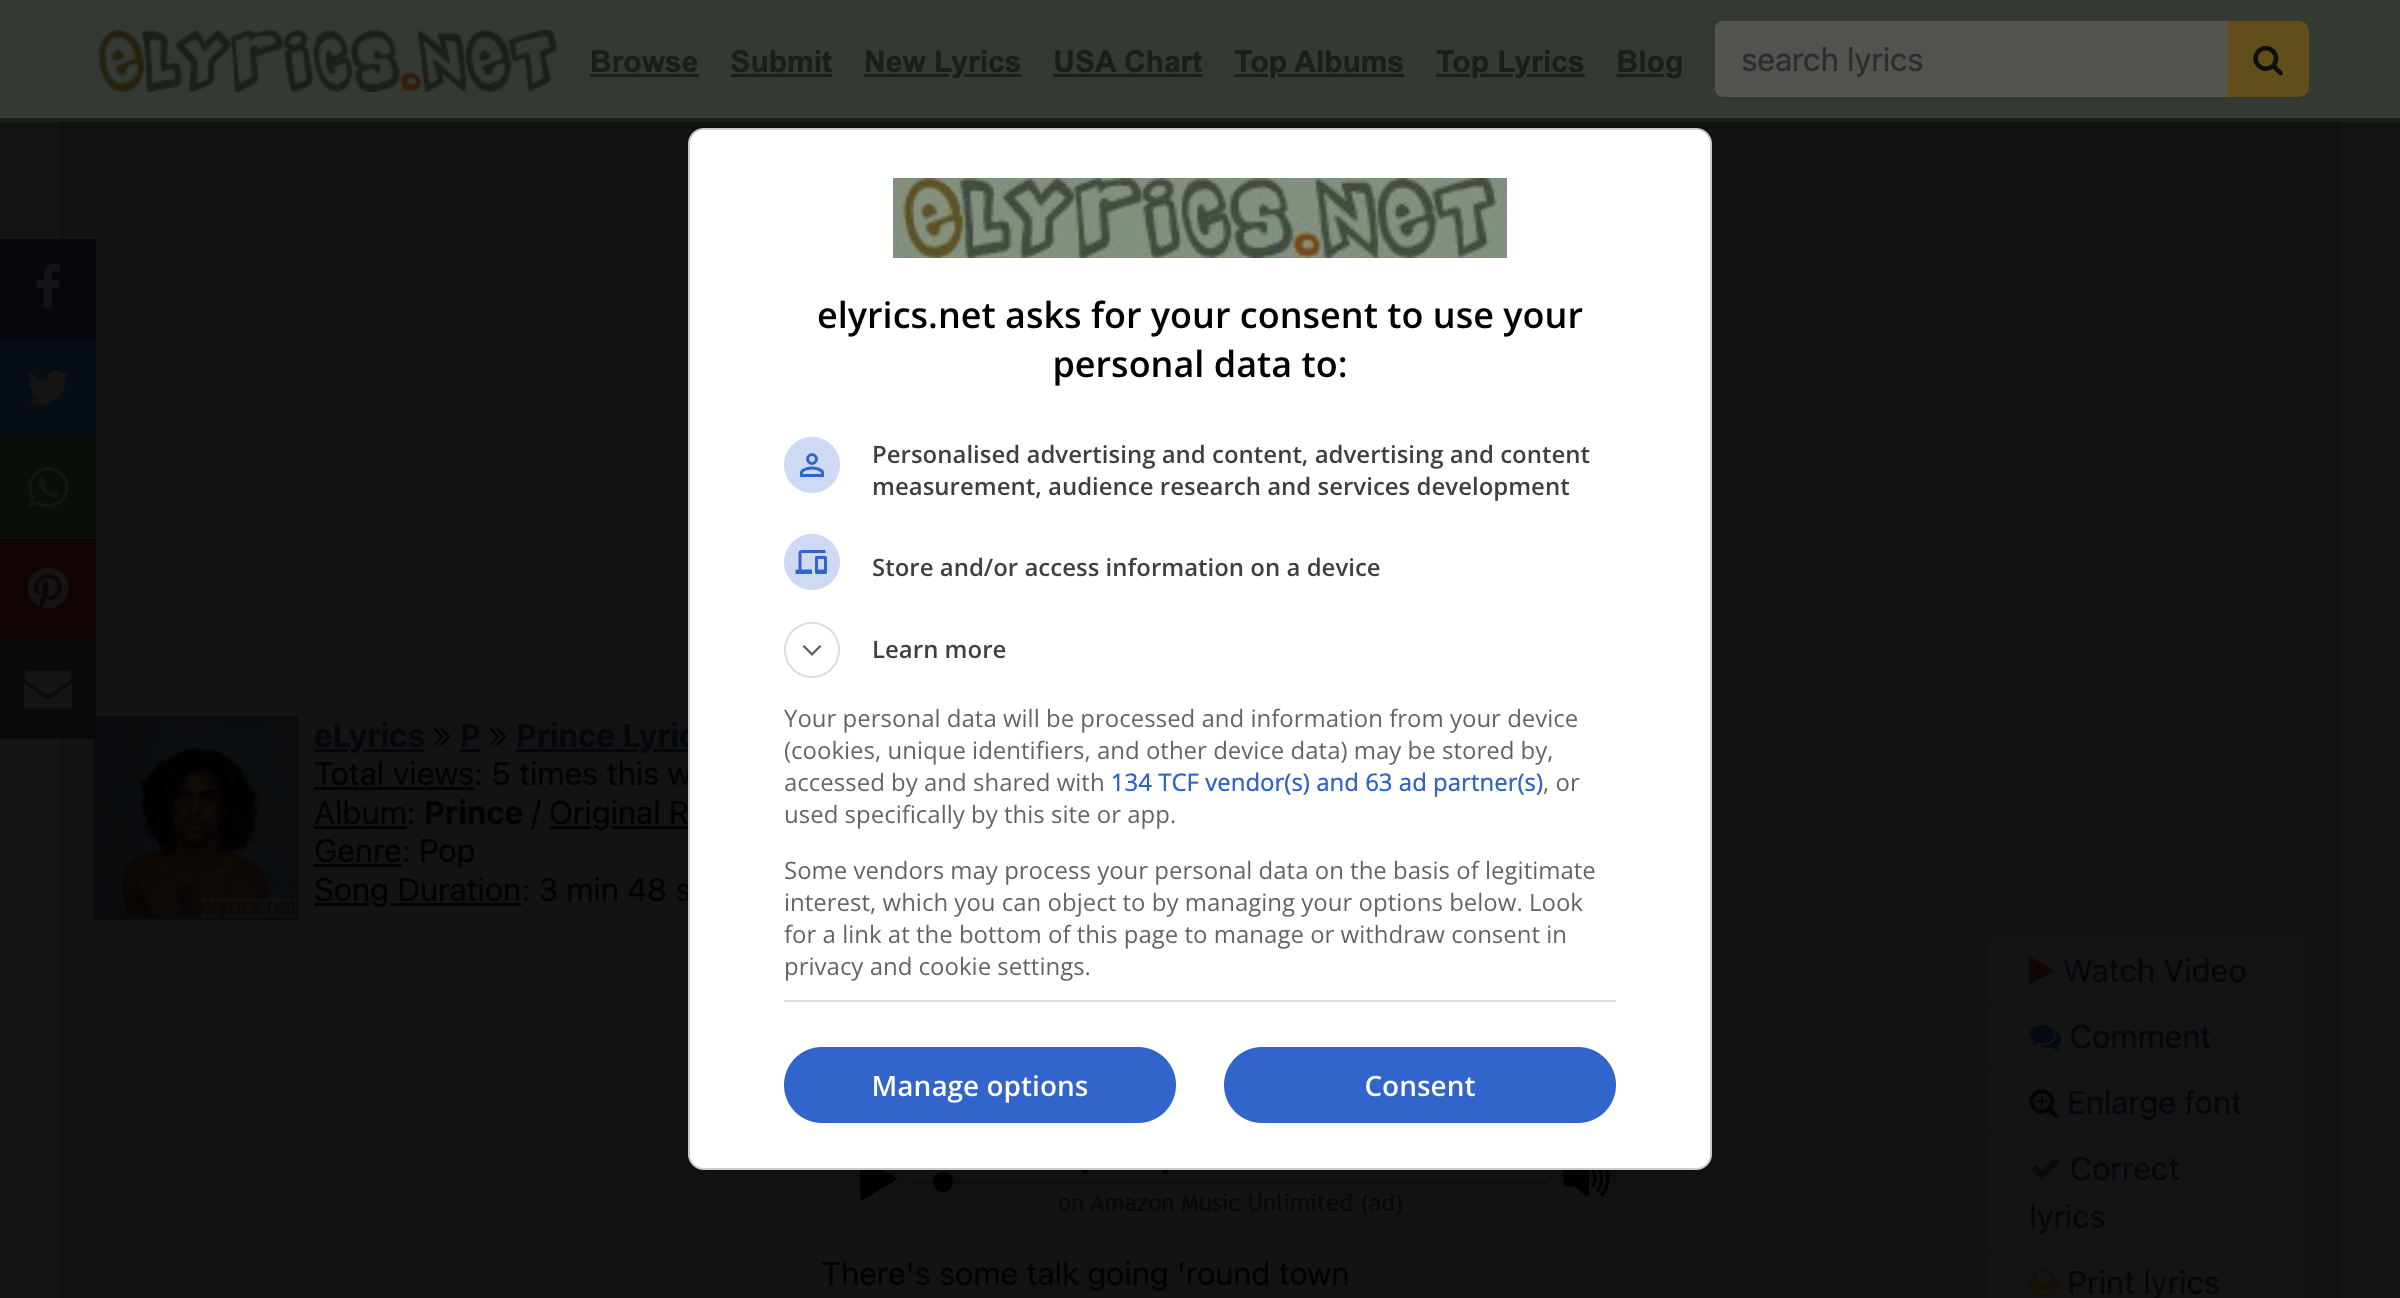 eLYRiCS.NET
Browse Submit New Lyrics USA Chart Top Albums Top Lyrics Blog
search lyrics
eLYRiCS.NET
elyrics.net asks for your consent to use your
personal data to:
Personalised advertising and content, advertising and content
measurement, audience research and services development
Store and/or access information on a device
Learn more
Your personal data will be processed and information from your device
(cookies, unique identifiers, and other device data) may be stored by,
accessed by and shared with 134 TCF vendor(s) and 63 ad partner(s), or
used specifically by this site or app.
Some vendors may process your personal data on the basis of legitimate
interest, which you can object to by managing your options below. Look
for a link at the bottom of this page to manage or withdraw consent in
privacy and cookie settings.
Manage options
Consent
eLyrics » P » Prince
Total views: 5 times this
Album: Prince / Original
Genre: Pop
Song Duration: 3 min 48
elyrics.net
Watch Video
Comment
Enlarge font
Correct
lyrics
Print lyrics
on Amazon Music Unlimited (ad)
There's some talk going 'round town